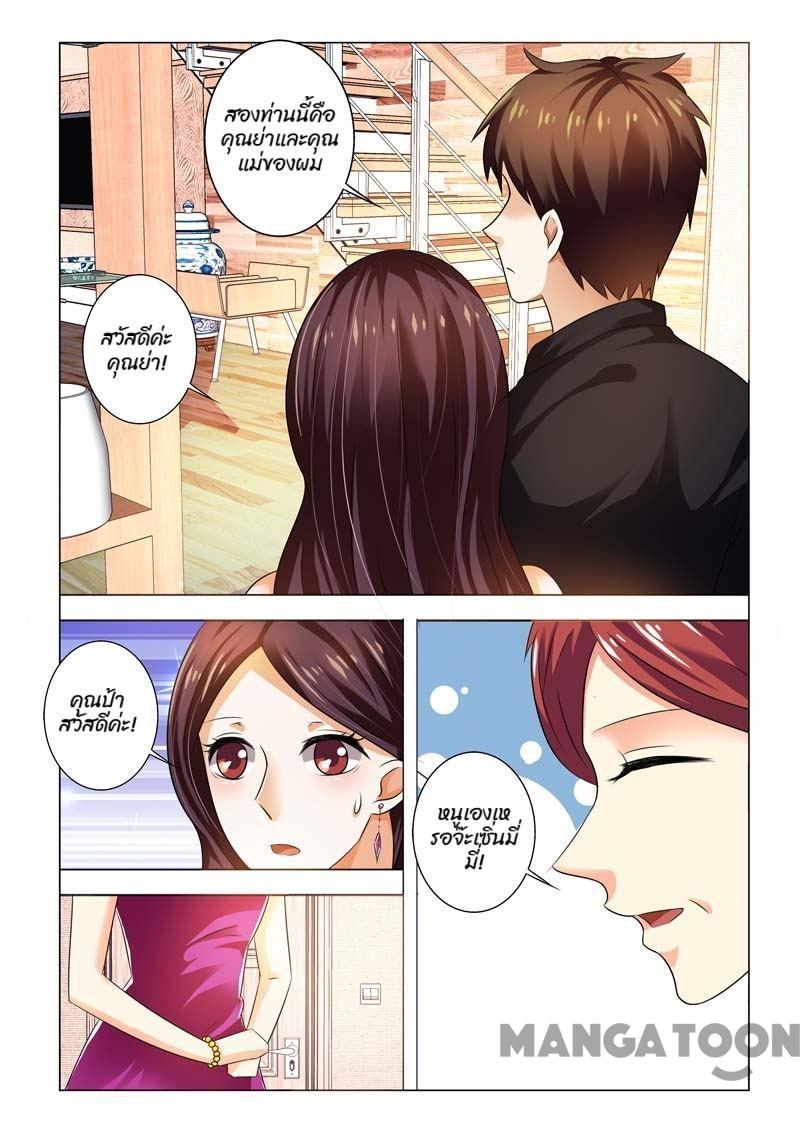 สองท่านนี้คือ
คุณย่าและคุณ
แม่ของผม
สวัสดีค่ะ
คุณย่า!
คุณป้า
สวัสดีค่ะ!
หนูเองเห
รอจ๊ะเซิ่นมี่
มี่!
MANGATOON